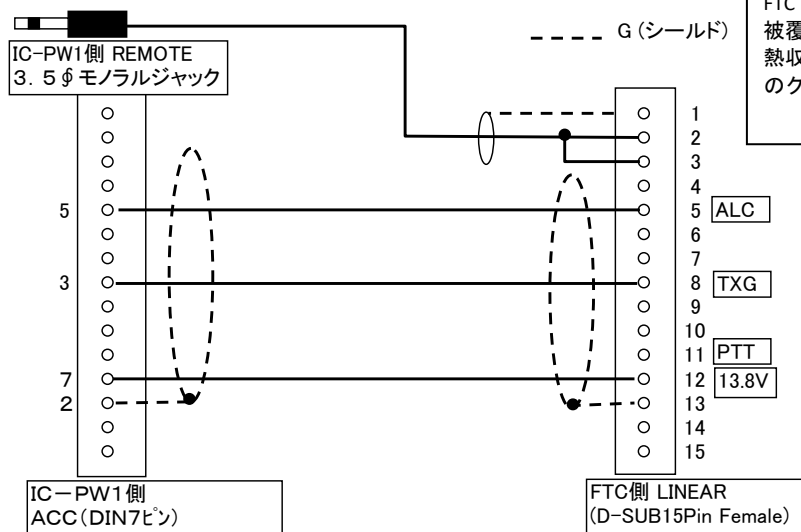 IC-PW1側 REMOTE
3.5∮モノラルジャック
G(シールド)
FTC
被覆
熱収
のケ
1
2
3
4
5 ALC
6
7
8 TXG
9
10
11 PTT
12 13.8V
13
14
15
5
3
7
2
IC-PW1側
ACC(DIN7ピン)
FTC側 LINEAR
(D-SUB15Pin Female)